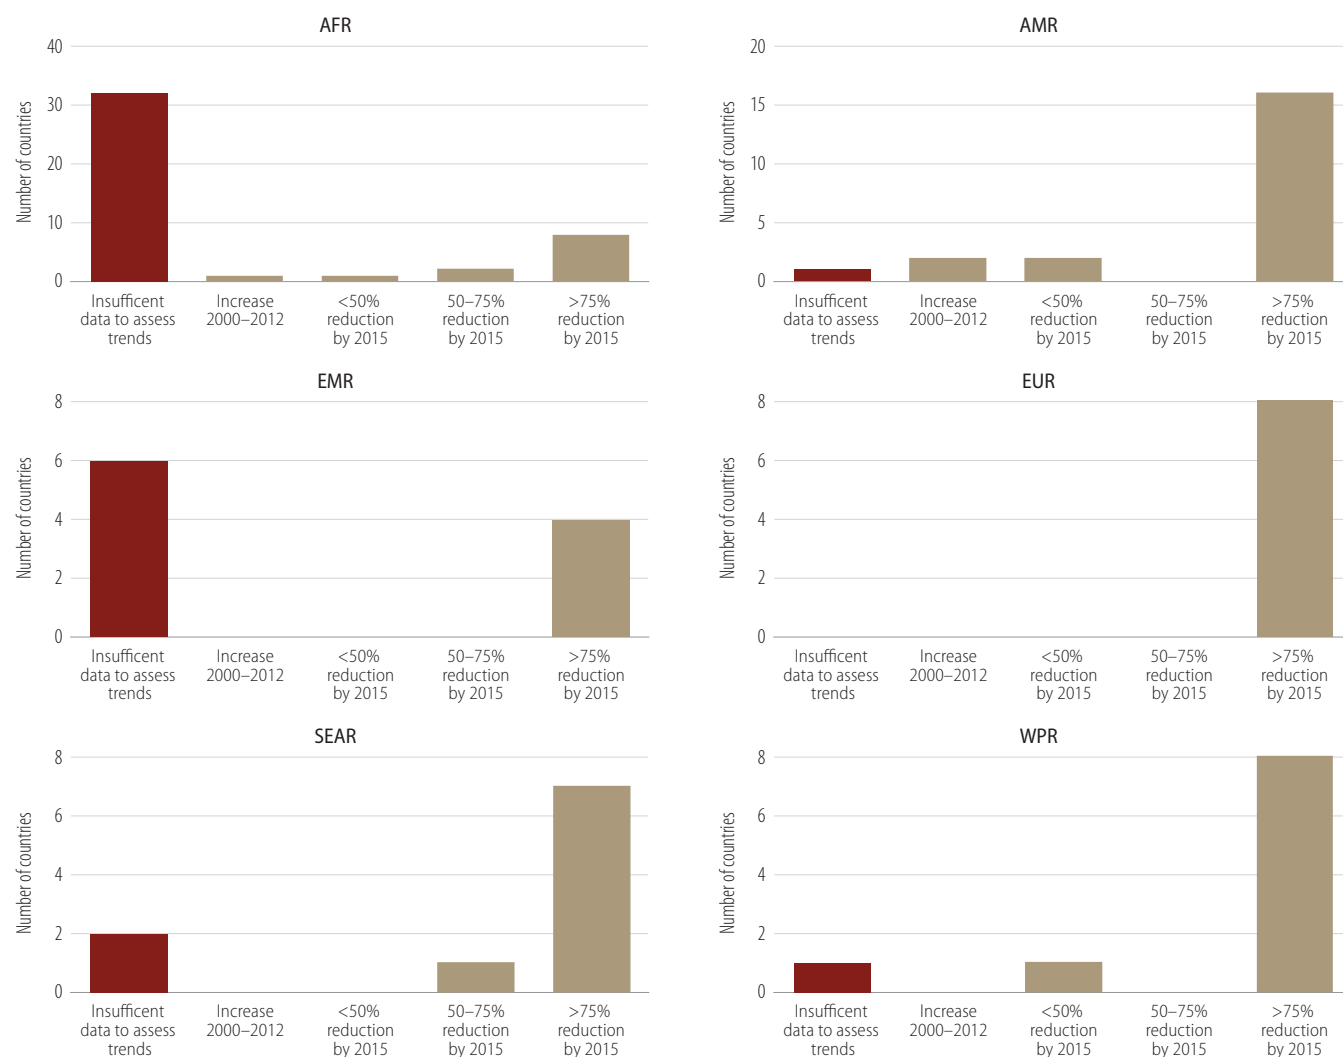 AFR
40
30
20
10
0
Number of countries
Insufficent
data to assess
trends
Increase
2000–2012
<50%
reduction
by 2015
50–75%
reduction
by 2015
>75%
reduction
by 2015
AMR
20
15
10
5
0
Number of countries
Insufficent
data to assess
trends
Increase
2000–2012
<50%
reduction
by 2015
50–75%
reduction
by 2015
>75%
reduction
by 2015
EMR
8
6
4
2
0
Number of countries
Insufficent
data to assess
trends
Increase
2000–2012
<50%
reduction
by 2015
50–75%
reduction
by 2015
>75%
reduction
by 2015
EUR
8
6
4
2
0
Number of countries
Insufficent
data to assess
trends
Increase
2000–2012
<50%
reduction
by 2015
50–75%
reduction
by 2015
>75%
reduction
by 2015
SEAR
8
6
4
2
0
Number of countries
Insufficent
data to assess
trends
Increase
2000–2012
<50%
reduction
by 2015
50–75%
reduction
by 2015
>75%
reduction
by 2015
WPR
8
6
4
2
0
Number of countries
Insufficent
data to assess
trends
Increase
2000–2012
<50%
reduction
by 2015
50–75%
reduction
by 2015
>75%
reduction
by 2015